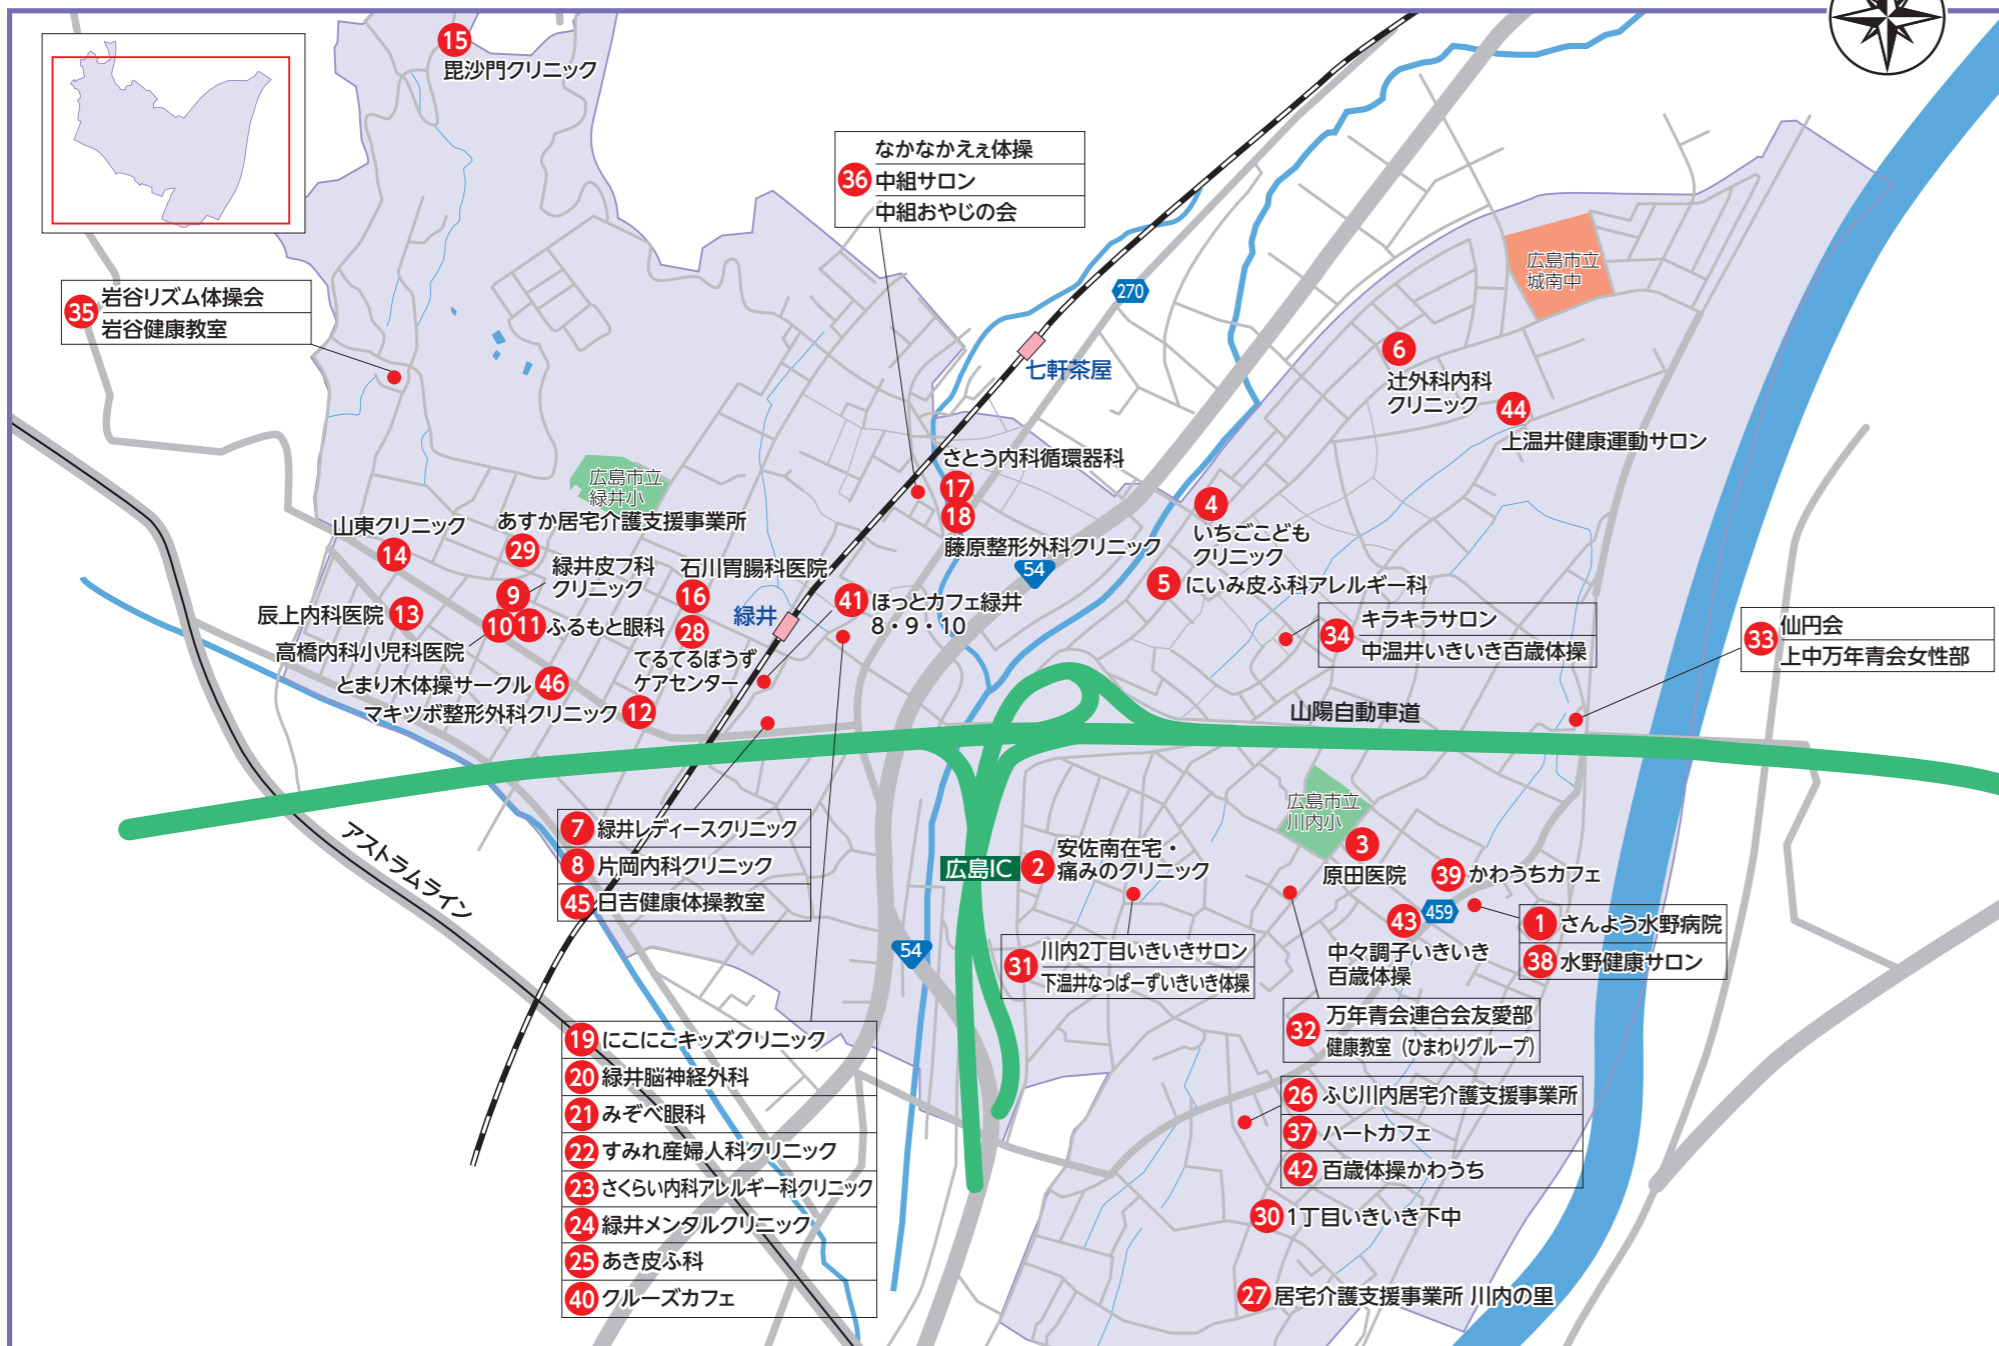 15
毘沙門クリニック
なかなかえぇ体操
36
中組サロン
中組おやじの会
35
岩谷リズム体操会
岩谷健康教室
270
七軒茶屋
広島市立
城南中
6
辻外科内科
クリニック
44
上温井健康運動サロン
広島市立
緑井小
さとう内科循環器科
17
18
藤原整形外科クリニック
54
4
いちごこども
クリニック
5
にいみ皮ふ科アレルギー科
山東クリニック
14
あすか居宅介護支援事業所
29
緑井皮フ科
クリニック
9
石川胃腸科医院
16
緑井
41
ほっとカフェ緑井
8・9・10
辰上内科医院
13
10
11
ふるもと眼科
高橋内科小児科医院
28
てるてるぼうず
ケアセンター
とまり木体操サークル
46
マキツボ整形外科クリニック
12
34
キラキラサロン
中温井いきいき百歳体操
33
仙円会
上中万年青会女性部
山陽自動車道
アストラムライン
7
緑井レディースクリニック
8
片岡内科クリニック
45
日吉健康体操教室
広島IC
2
安佐南在宅・
痛みのクリニック
広島市立
川内小
3
原田医院
39
かわうちカフェ
43
459
中々調子いきいき
百歳体操
1
さんよう水野病院
38
水野健康サロン
54
31
川内2丁目いきいきサロン
下温井なっぱーずいきいき体操
32
万年青会連合会友愛部
健康教室（ひまわりグループ）
19
にこにこキッズクリニック
20
緑井脳神経外科
21
みぞべ眼科
22
すみれ産婦人科クリニック
23
さくらい内科アレルギー科クリニック
24
緑井メンタルクリニック
25
あき皮ふ科
40
クルーズカフェ
26
ふじ川内居宅介護支援事業所
37
ハートカフェ
42
百歳体操かわうち
30
1丁目いきいき下中
27
居宅介護支援事業所 川内の里